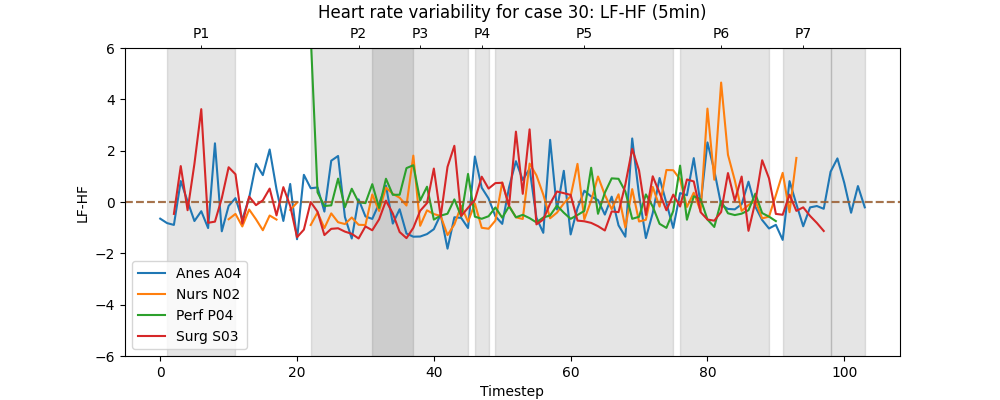 Heart rate variability for case 30: LF-HF (5min)
P1 P2 P3 P4 P5 P6 P7
6
4
2
0
−2
−4
−6
LF-HF
Anes A04
Nurs N02
Perf P04
Surg S03
0 20 40 60 80 100
Timestep